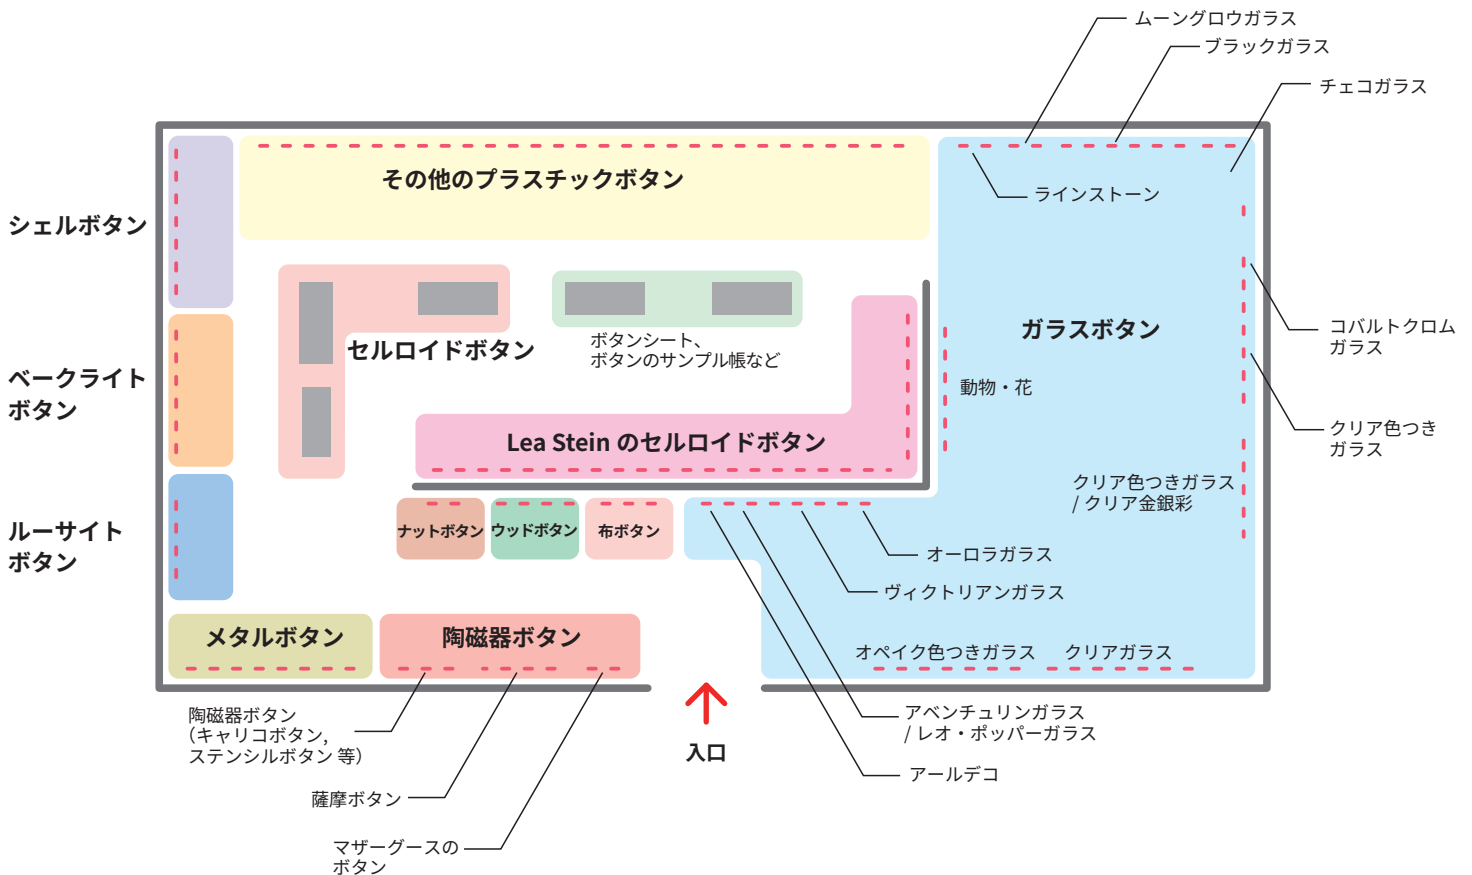 ムーングロウガラス
ブラックガラス
チェコガラス
その他のプラスチックボタン
ラインストーン
シェルボタン
ガラスボタン
コバルトクロム
ガラス
ボタンシート、
ボタンのサンプル帳など
セルロイドボタン
ベークライト
ボタン
動物・花
クリア色つき
ガラス
Lea Stein のセルロイドボタン
クリア色つきガラス
/ クリア金銀彩
ルーサイト
ボタン
ナットボタン
ウッドボタン
布ボタン
オーロラガラス
ヴィクトリアンガラス
メタルボタン
陶磁器ボタン
オペイク色つきガラス
クリアガラス
陶磁器ボタン
（キャリコボタン，
ステンシルボタン 等）
アベンチュリンガラス
/ レオ・ポッパーガラス
入口
アールデコ
薩摩ボタン
マザーグースの
ボタン